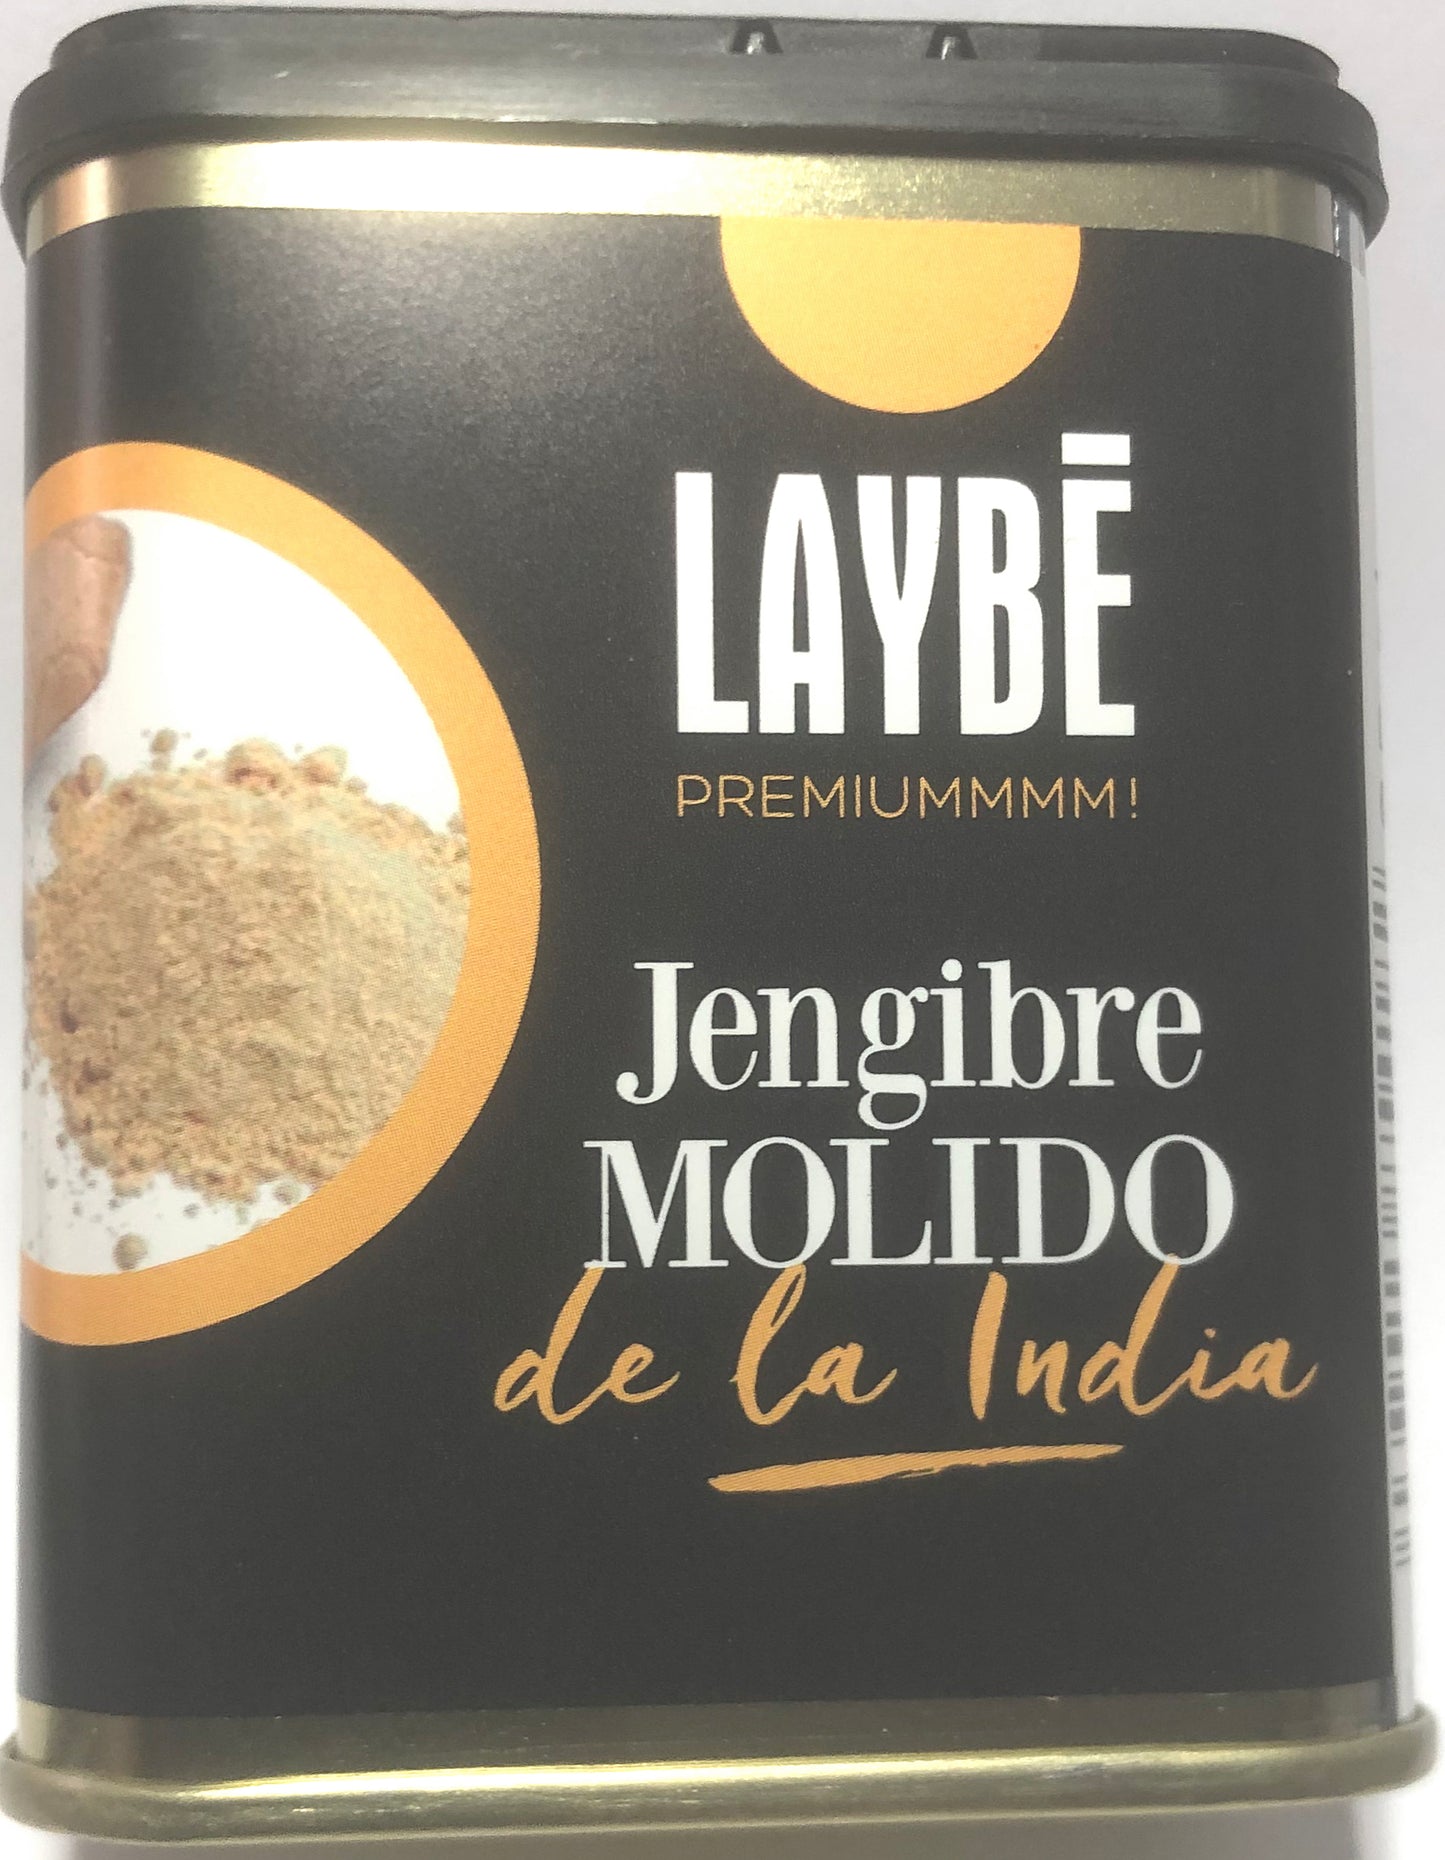 LAYBĒ
PREMIUMMMM!
Jengibre
MOLIDO
de la India